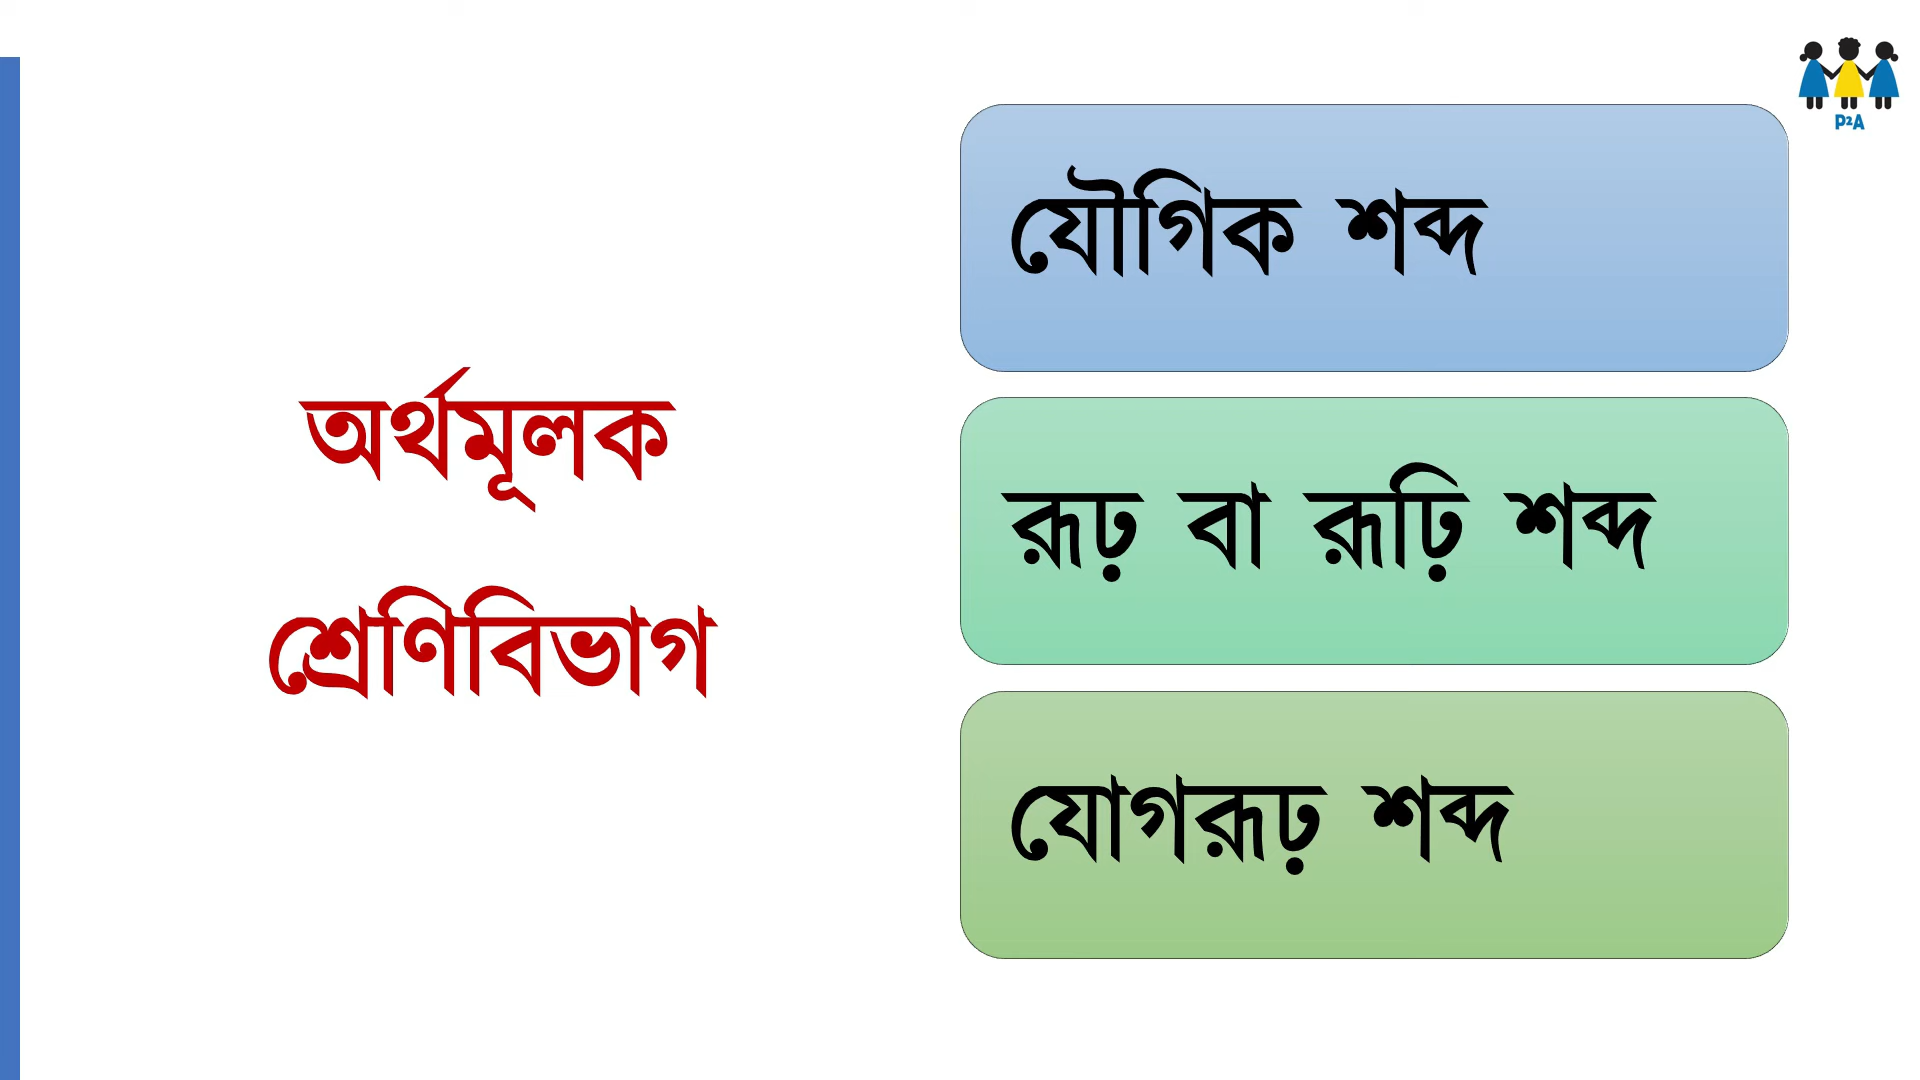 অর্থমূলক
শ্রেণিবিভাগ
যৌগিক শব্দ
রূঢ় বা রূঢ়ি শব্দ
যোগরূঢ় শব্দ
P2A